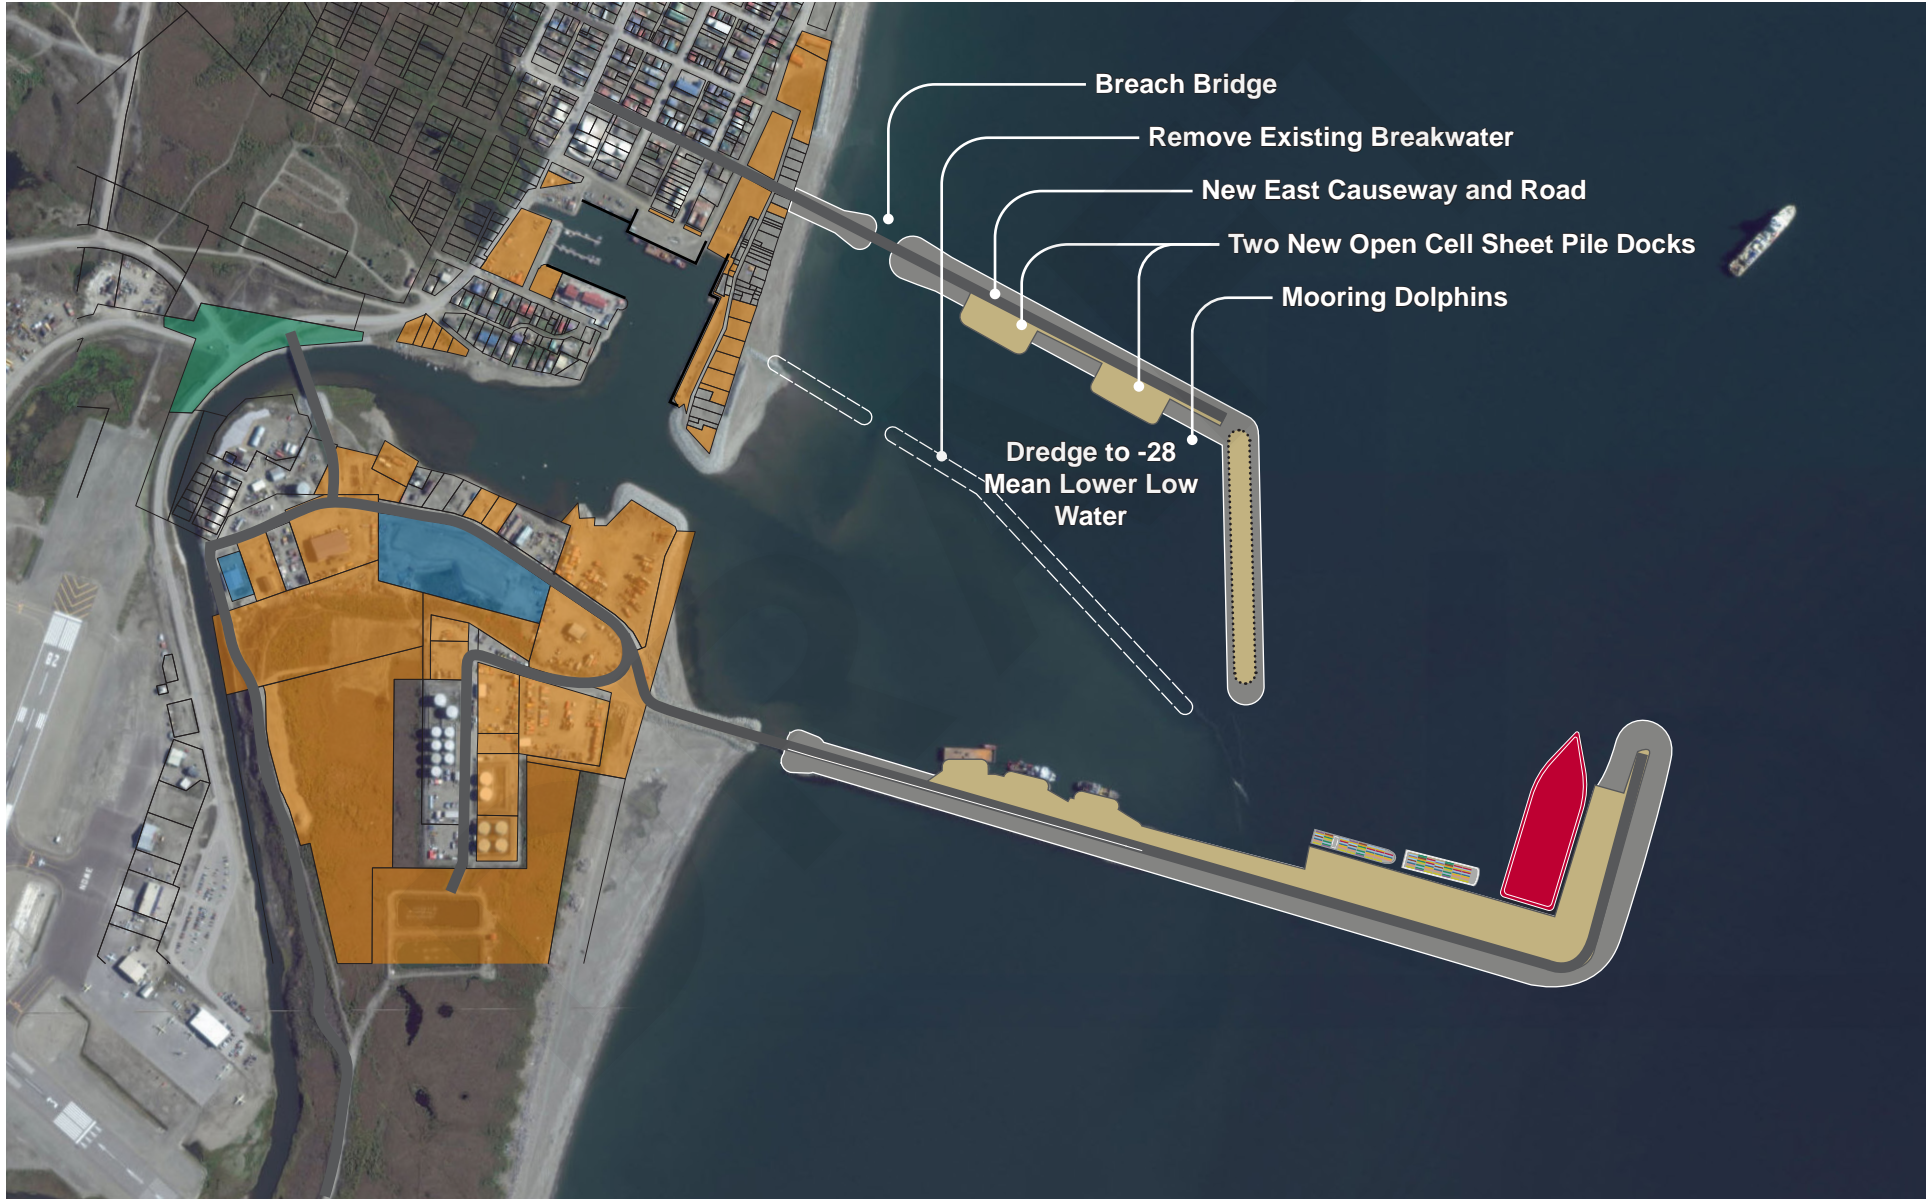 Breach Bridge
Remove Existing Breakwater
New East Causeway and Road
Two New Open Cell Sheet Pile Docks
Mooring Dolphins
Dredge to -28
Mean Lower Low
Water